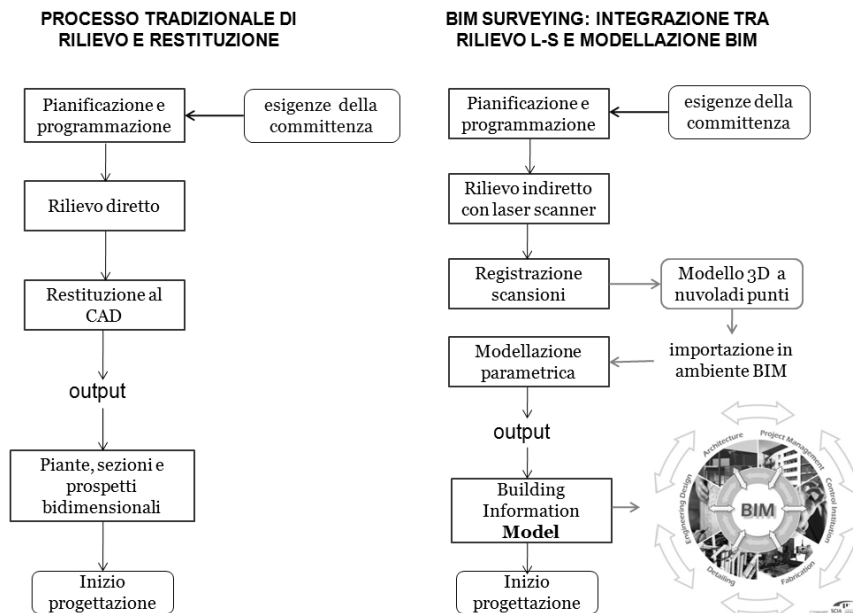 PROCESSO TRADIZIONALE DI
RILIEVO E RESTITUZIONE
Pianificazione e
programmazione
esigenze della
committenza
Rilievo diretto
Restituzione al
CAD
output
Piante, sezioni e
prospetti
bidimensionali
Inizio
progettazione
BIM SURVEYING: INTEGRAZIONE TRA
RILIEVO L-S E MODELLAZIONE BIM
Pianificazione e
programmazione
esigenze della
committenza
Rilievo indiretto
con laser scanner
Registrazione
scansioni
Modello 3D a
nuvoladi punti
importazione in
ambiente BIM
Modellazione
parametrica
output
Building
Information
Model
Inizio
progettazione
Architecture
Project Management
Engineering Design
BIM
Control Institution
Detailing
Fabrication
SCIA